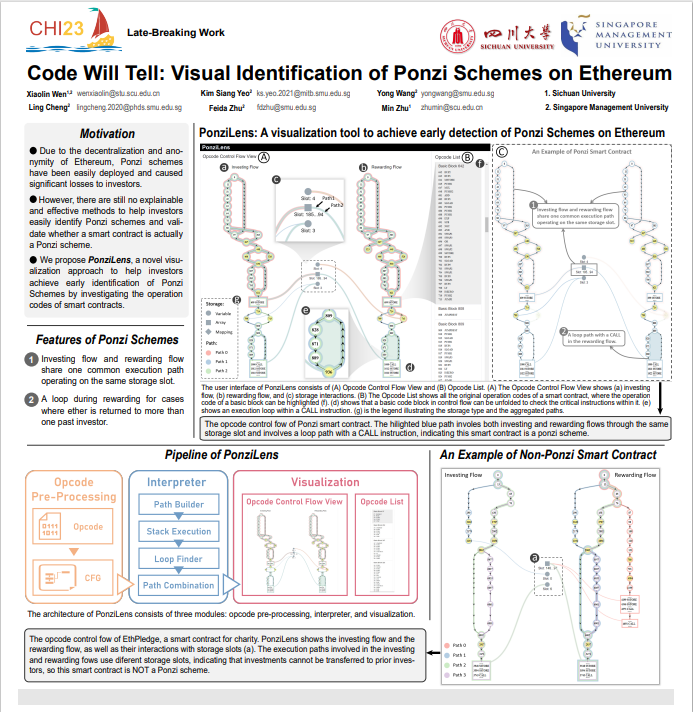 CHI23
Late-Breaking Work
四川大學
SICHUAN UNIVERSITY
SINGAPORE
MANAGEMENT
UNIVERSITY
Code Will Tell: Visual Identification of Ponzi Schemes on Ethereum
Xiaolin Wen1,2 wenxiaolin@stu.scu.edu.cn
Kim Siang Yeo2 ks.yeo.2021@mitb.smu.edu.sg
Yong Wang2 yongwang@smu.edu.sg
1. Sichuan University
Ling Cheng2 lingcheng.2020@phds.smu.edu.sg
Feida Zhu2 fdzhu@smu.edu.sg
Min Zhu1 zhumin@scu.edu.cn
2. Singapore Management University
Motivation
● Due to the decentralization and ano-
nymity of Ethereum, Ponzi schemes
have been easily deployed and caused
significant losses to investors.
● However, there are still no explainable
and effective methods to help investors
easily identify Ponzi schemes and vali-
date whether a smart contract is actually
a Ponzi scheme.
● We propose PonziLens, a novel visu-
alization approach to help investors
achieve early identification of Ponzi
Schemes by investigating the operation
codes of smart contracts.
Features of Ponzi Schemes
1 Investing flow and rewarding flow
share one common execution path
operating on the same storage slot.
2 A loop during rewarding for cases
where ether is returned to more than
one past investor.
PonziLens: A visualization tool to achieve early detection of Ponzi Schemes on Ethereum
PonziLens
Opcode Control Flow View A
Opcode List B
a Investing Flow
b Rewarding Flow
f
c
Slot: 4
Path1
Path2
Slot: 185...94
Slot: 3
g
Storage:
Variable
Array
Mapping
Path:
Path 0
Path 1
Path 2
e
d
C An Example of Ponzi Smart Contract
1 Investing flow and rewarding flow
share one common execution path
operating on the same storage slot.
2 A loop path with a CALL
in the rewarding flow.
The user interface of PonziLens consists of (A) Opcode Control Flow View and (B) Opcode List. (A) The Opcode Control Flow View shows (a) investing
flow, (b) rewarding flow, and (c) storage interactions. (B) The Opcode List shows all the original operation codes of a smart contract, where the operation
code of a basic block can be highlighted (f). (d) shows that a basic code block in control flow can be unfolded to check the critical instructions within it. (e)
shows an execution loop within a CALL instruction. (g) is the legend illustrating the storage type and the aggregated paths.
The opcode control fow of Ponzi smart contract. The hilighted blue path involes both investing and rewarding flows through the same
storage slot and involves a loop path with a CALL instruction, indicating this smart contract is a ponzi scheme.
Pipeline of PonziLens
Opcode
Pre-Processing
Opcode
CFG
Interpreter
Path Builder
Stack Execution
Loop Finder
Path Combination
Visualization
Opcode Control Flow View
Opcode List
The architecture of PonziLens consists of three modules: opcode pre-processing, interpreter, and visualization.
An Example of Non-Ponzi Smart Contract
Investing Flow
Rewarding Flow
a
Path 0
Path 1
Path 2
Path 3
The opcode control fow of EthPledge, a smart contract for charity. PonziLens shows the investing flow and the
rewarding flow, as well as their interactions with storage slots (a). The execution paths involved in the investing
and rewarding fows use diferent storage slots, indicating that investments cannot be transferred to prior inves-
tors, so this smart contract is NOT a Ponzi scheme.